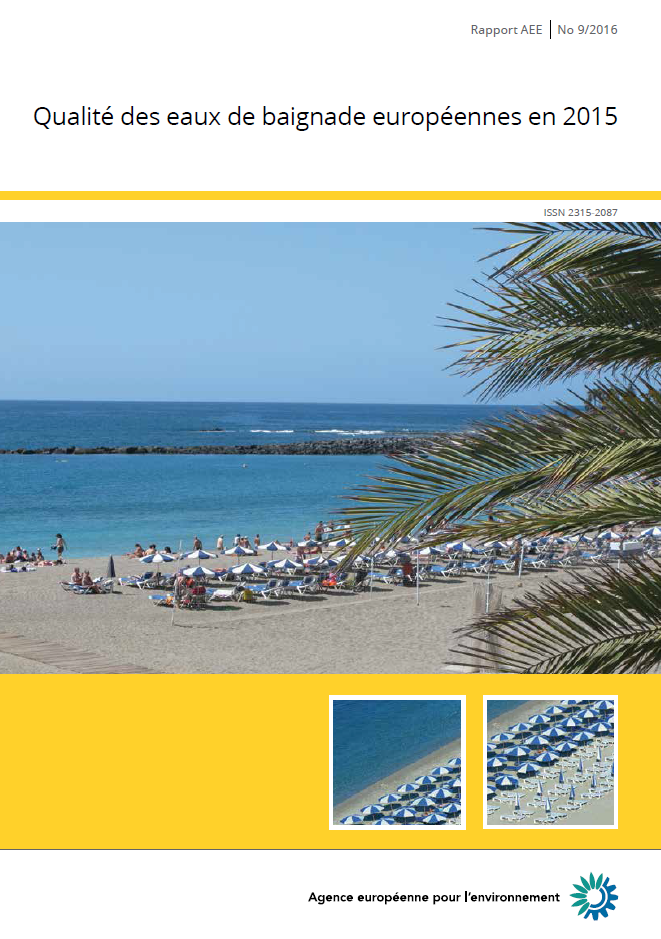 Rapport AEE | No 9/2016
Qualité des eaux de baignade européennes en 2015
ISSN 2315-2087
Agence européenne pour l'environnement